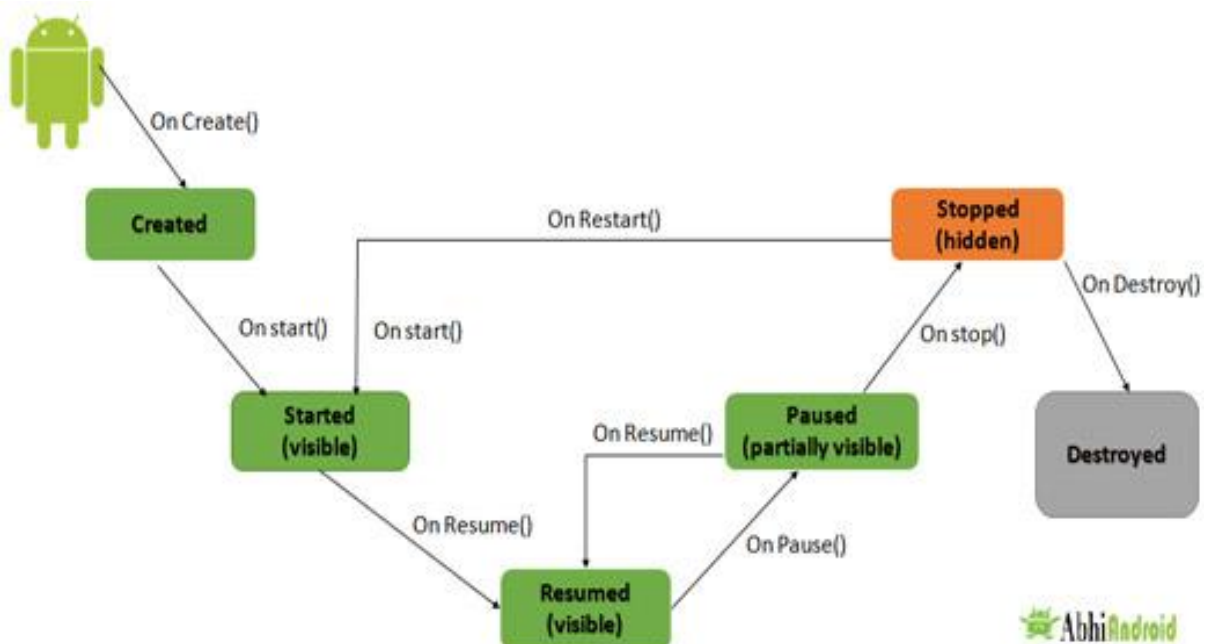 On Create()
Created
On Restart()
Stopped
(hidden)
On Destroy()
On start()
On start()
On stop()
Started
(visible)
On Resume()
Paused
(partially visible)
Destroyed
On Resume()
On Pause()
Resumed
(visible)
AbhiAndroid